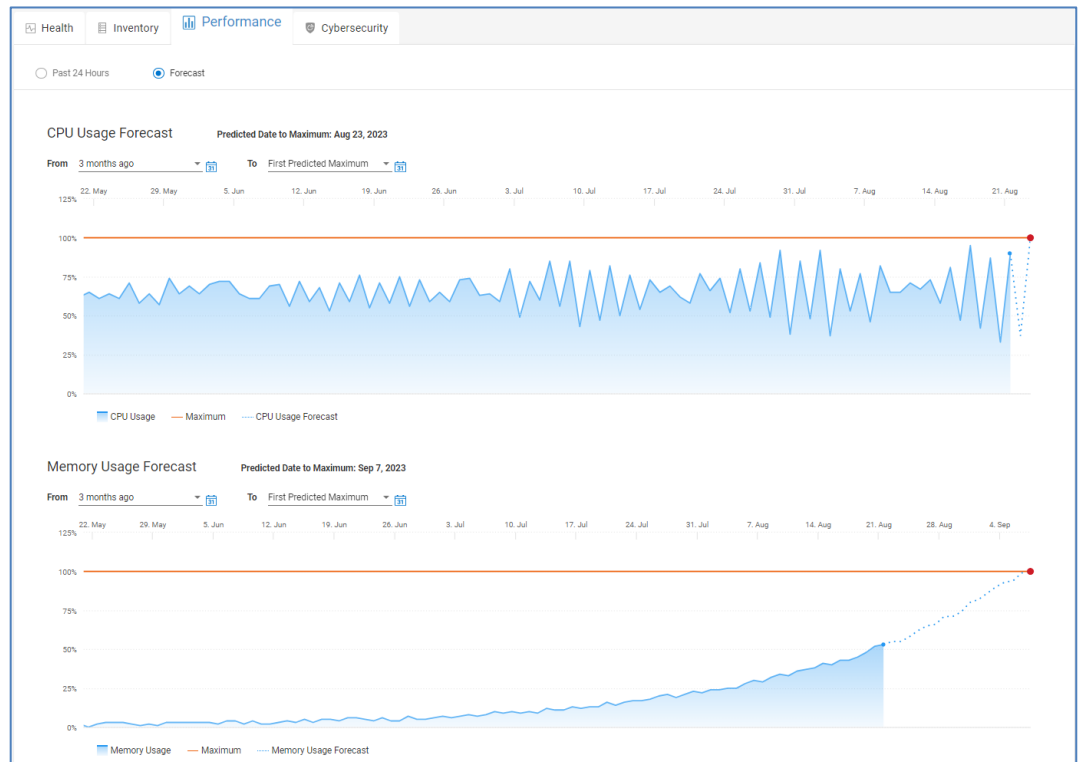 Health Inventory Performance Cybersecurity
Past 24 Hours Forecast
CPU Usage Forecast Predicted Date to Maximum: Aug 23, 2023
From 3 months ago 31 To First Predicted Maximum 31
22. May 29. May 5. Jun 12. Jun 19. Jun 26. Jun 3. Jul 10. Jul 17. Jul 24. Jul 31. Jul 7. Aug 14. Aug 21. Aug
125%
100%
75%
50%
25%
0%
CPU Usage Maximum CPU Usage Forecast
Memory Usage Forecast Predicted Date to Maximum: Sep 7, 2023
From 3 months ago 31 To First Predicted Maximum 31
22. May 29. May 5. Jun 12. Jun 19. Jun 26. Jun 3. Jul 10. Jul 17. Jul 24. Jul 31. Jul 7. Aug 14. Aug 21. Aug 28. Aug 4. Sep
125%
100%
75%
50%
25%
0%
Memory Usage Maximum Memory Usage Forecast